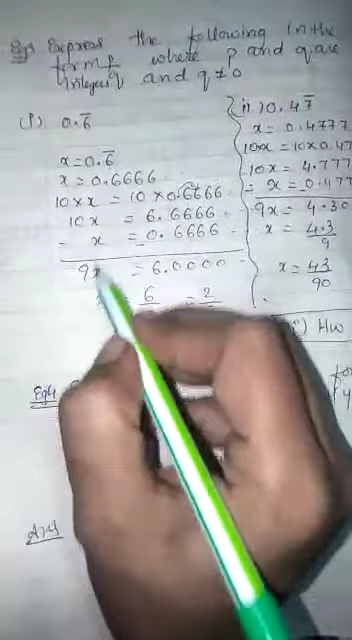 Express the following in the
form p/q where p and q are
integers and q≠0
(i) 0.6̅
x=0.6̅
x=0.6666
10×x = 10×0.6666
10x = 6.6666
- x = 0.6666
9x = 6.0000
= 6 = 2
(ii) 0.47̅
x=0.4777
10x=10×0.47
10x = 4.777
- x = 0.477
9x = 4.30
x = 4.3/9
x = 43/90
) HW
Eg4